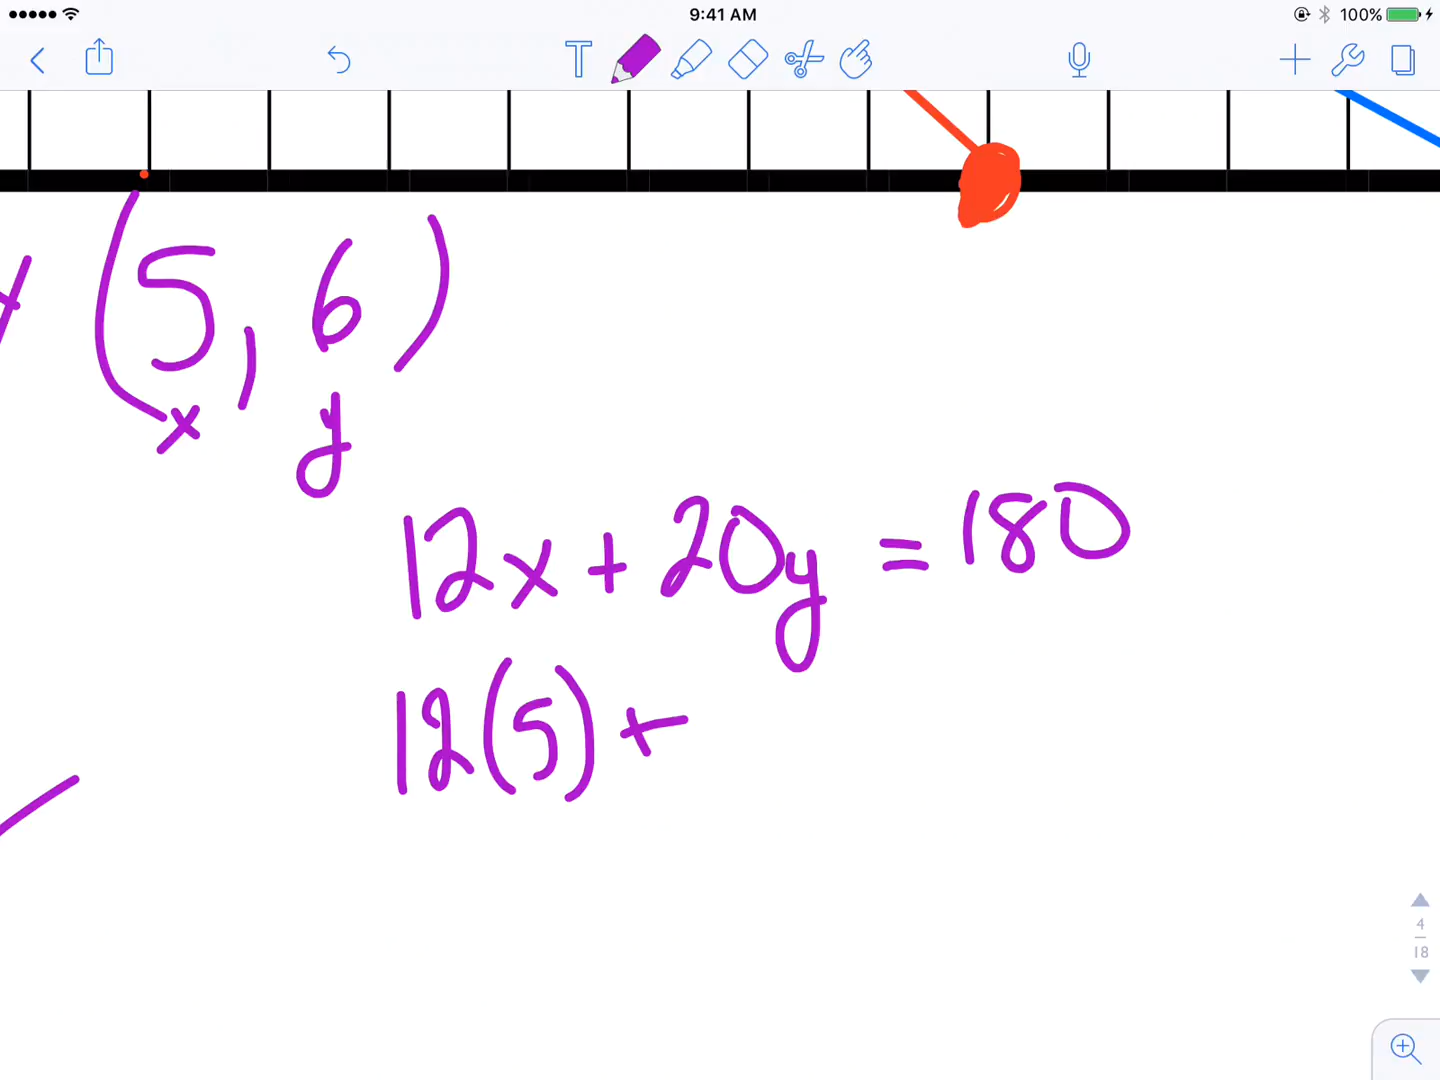 9:41 AM
100%
T
(5, 6)
x y
12x + 20y = 180
12(5) +
4
18